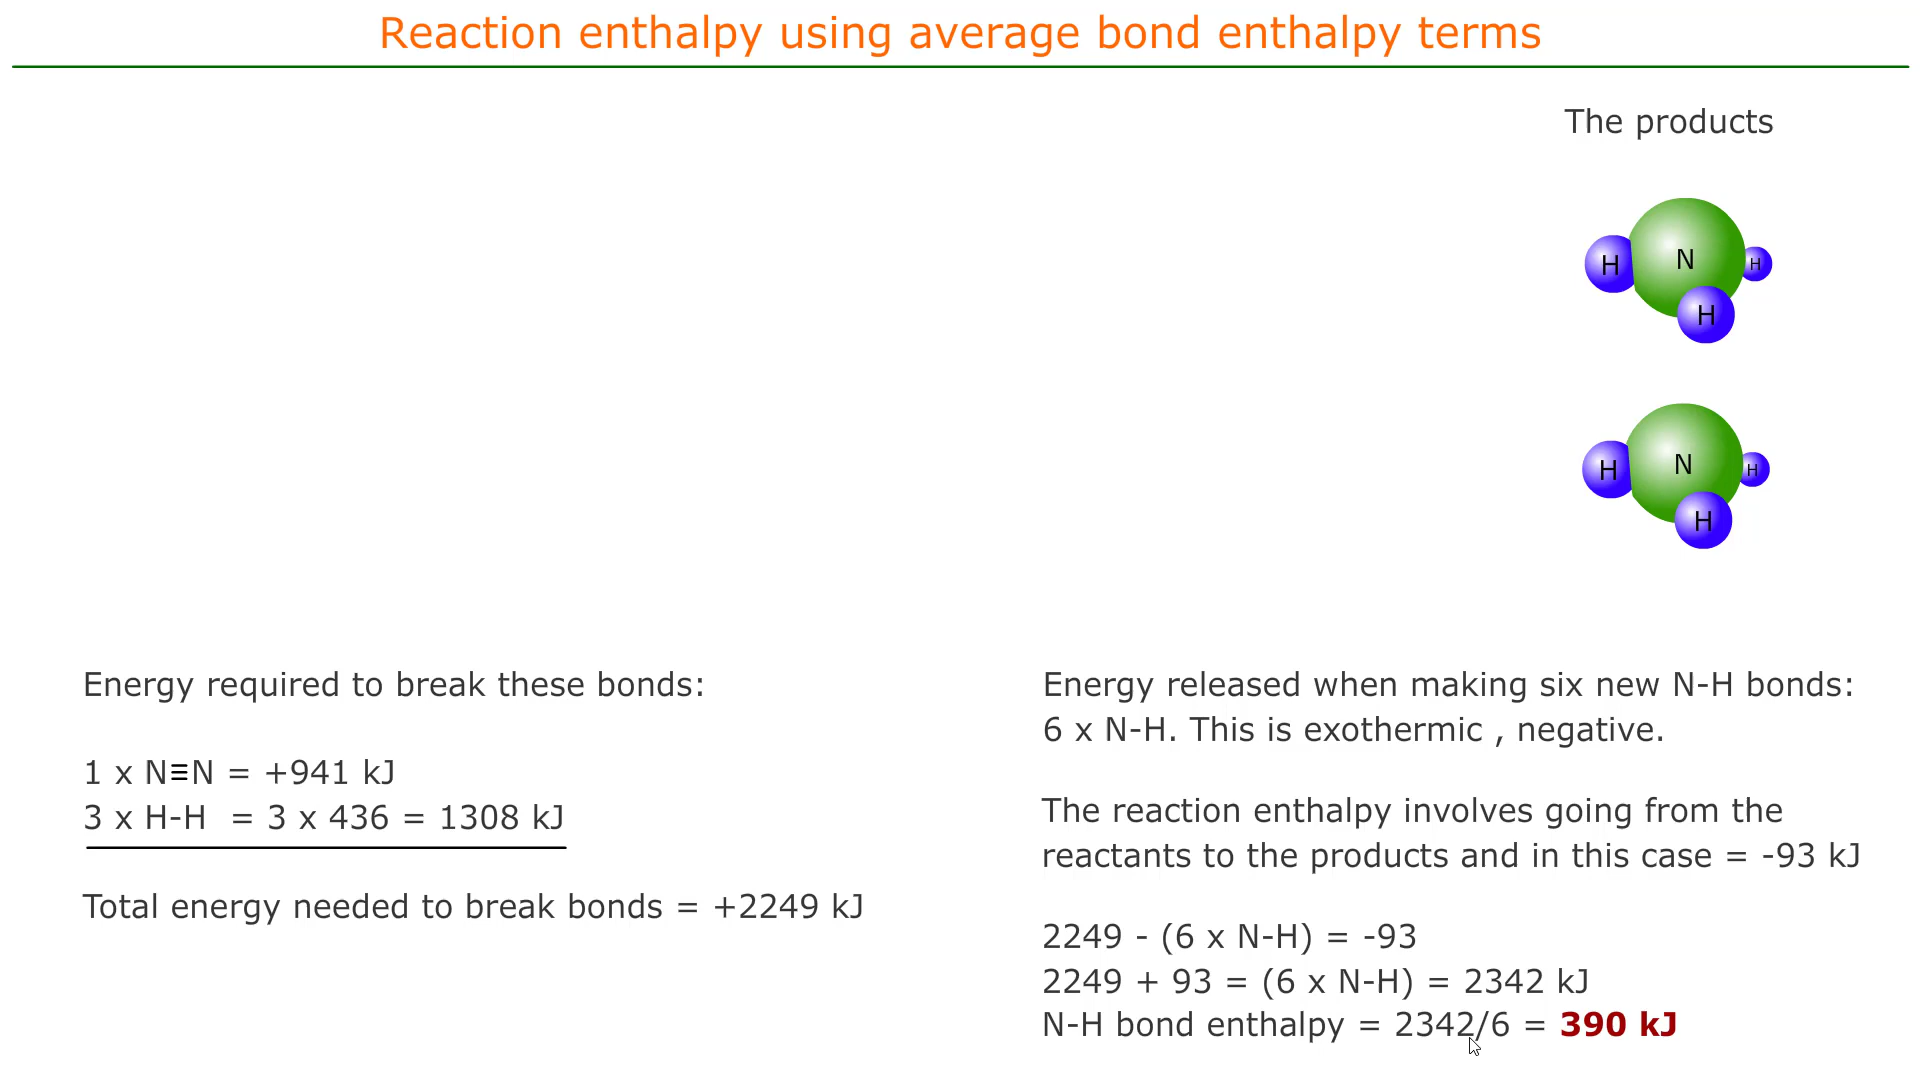 Reaction enthalpy using average bond enthalpy terms
The products
H N H
H
H N H
H
Energy required to break these bonds:
1 x N≡N = +941 kJ
3 x H-H = 3 x 436 = 1308 kJ
Total energy needed to break bonds = +2249 kJ
Energy released when making six new N-H bonds:
6 x N-H. This is exothermic , negative.
The reaction enthalpy involves going from the
reactants to the products and in this case = -93 kJ
2249 - (6 x N-H) = -93
2249 + 93 = (6 x N-H) = 2342 kJ
N-H bond enthalpy = 2342/6 = 390 kJ